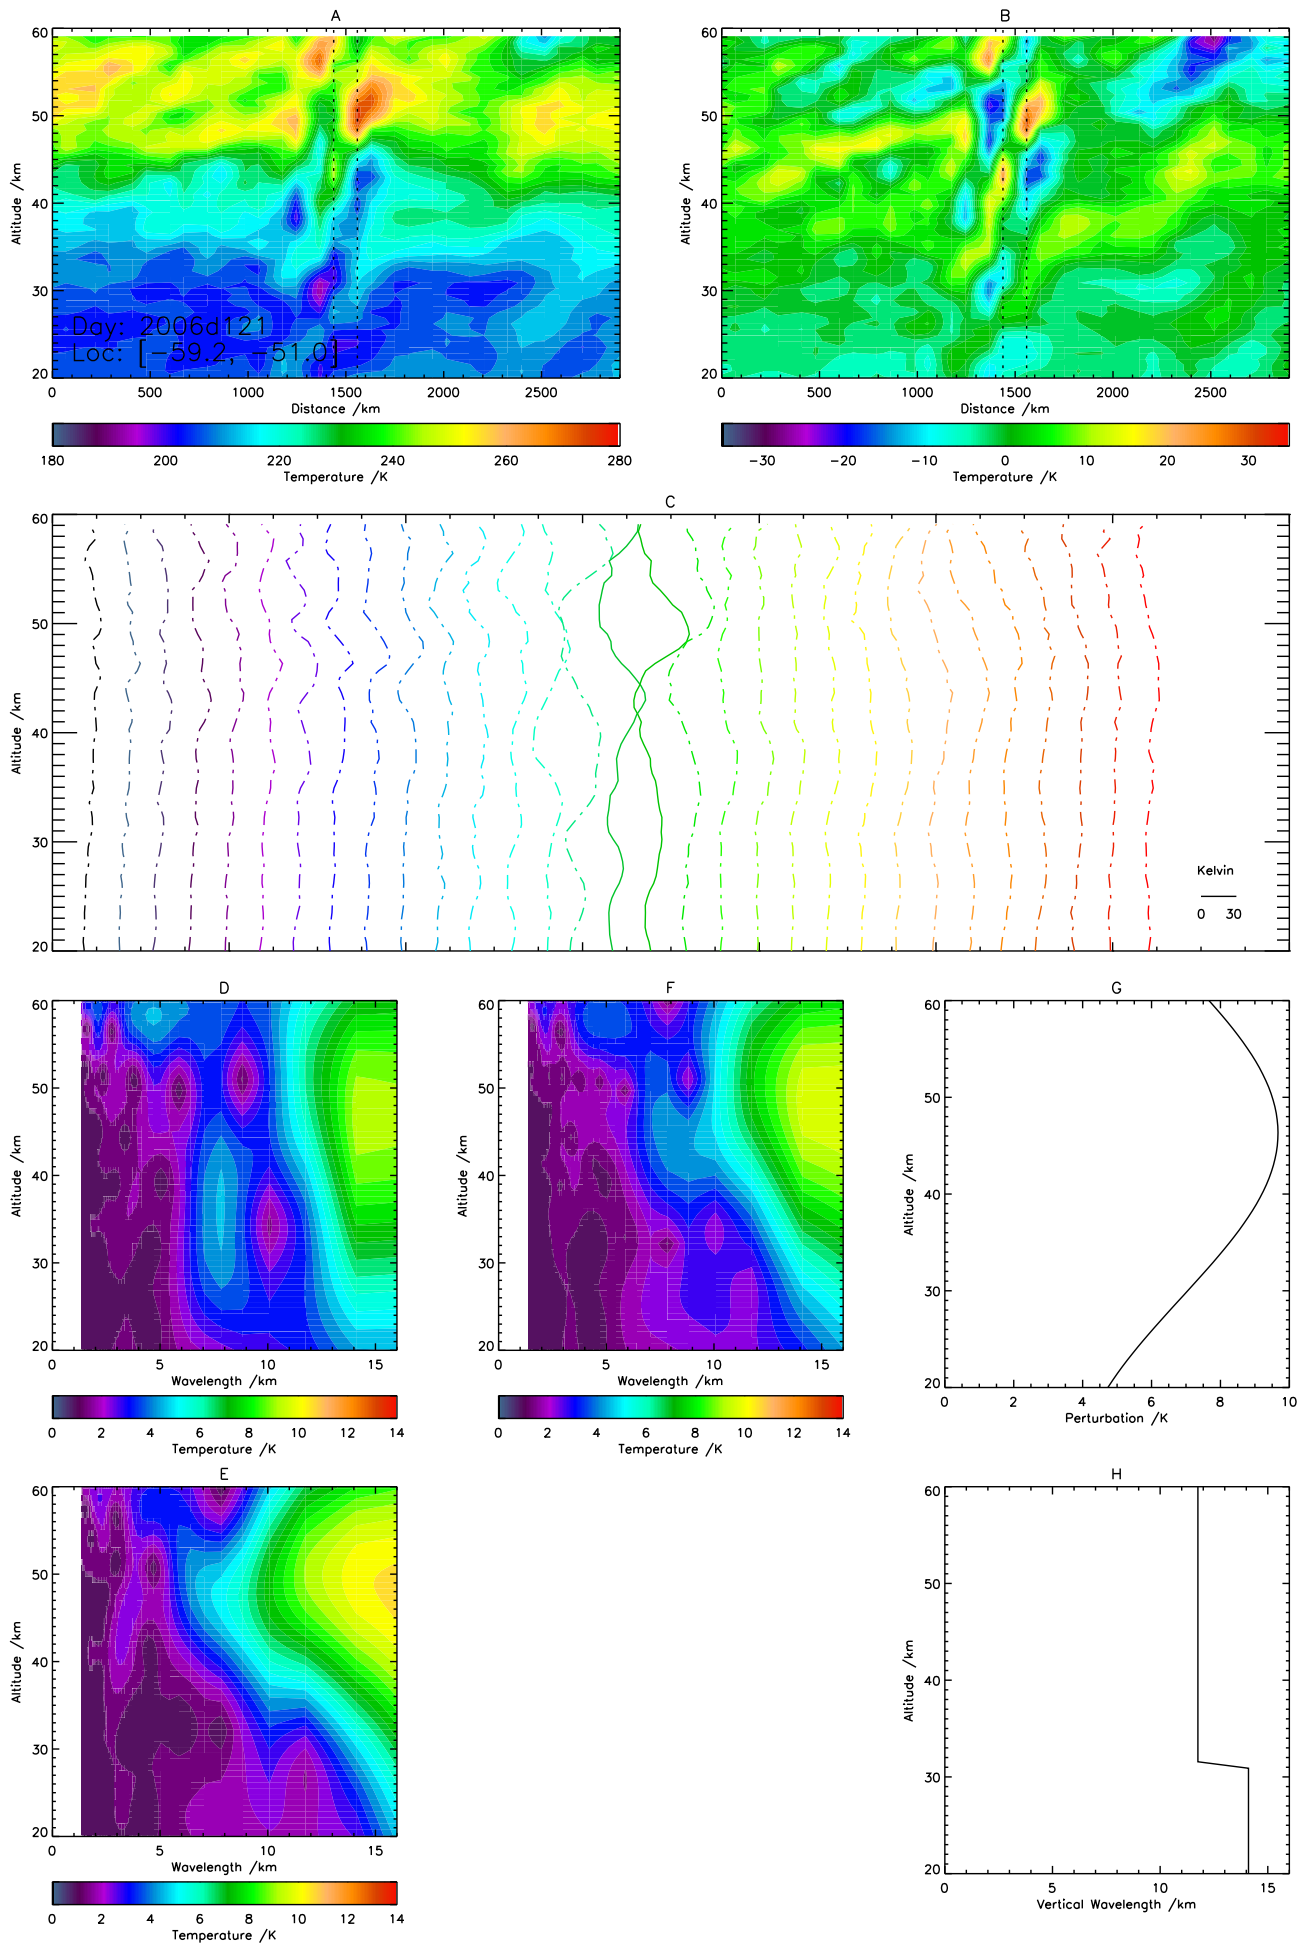 A
60
50
40
30
20
Altitude /km
Day: 2006d121
Loc: [−59.2, −51.0]
0 500 1000 1500 2000 2500
Distance /km
180 200 220 240 260 280
Temperature /K
B
60
50
40
30
20
Altitude /km
0 500 1000 1500 2000 2500
Distance /km
−30 −20 −10 0 10 20 30
Temperature /K
C
60
50
40
30
20
Altitude /km
Kelvin
0 30
D
60
50
40
30
20
Altitude /km
0 5 10 15
Wavelength /km
0 2 4 6 8 10 12 14
Temperature /K
F
60
50
40
30
20
Altitude /km
0 5 10 15
Wavelength /km
0 2 4 6 8 10 12 14
Temperature /K
G
60
50
40
30
20
Altitude /km
0 2 4 6 8 10
Perturbation /K
E
60
50
40
30
20
Altitude /km
0 5 10 15
Wavelength /km
0 2 4 6 8 10 12 14
Temperature /K
H
60
50
40
30
20
Altitude /km
0 5 10 15
Vertical Wavelength /km